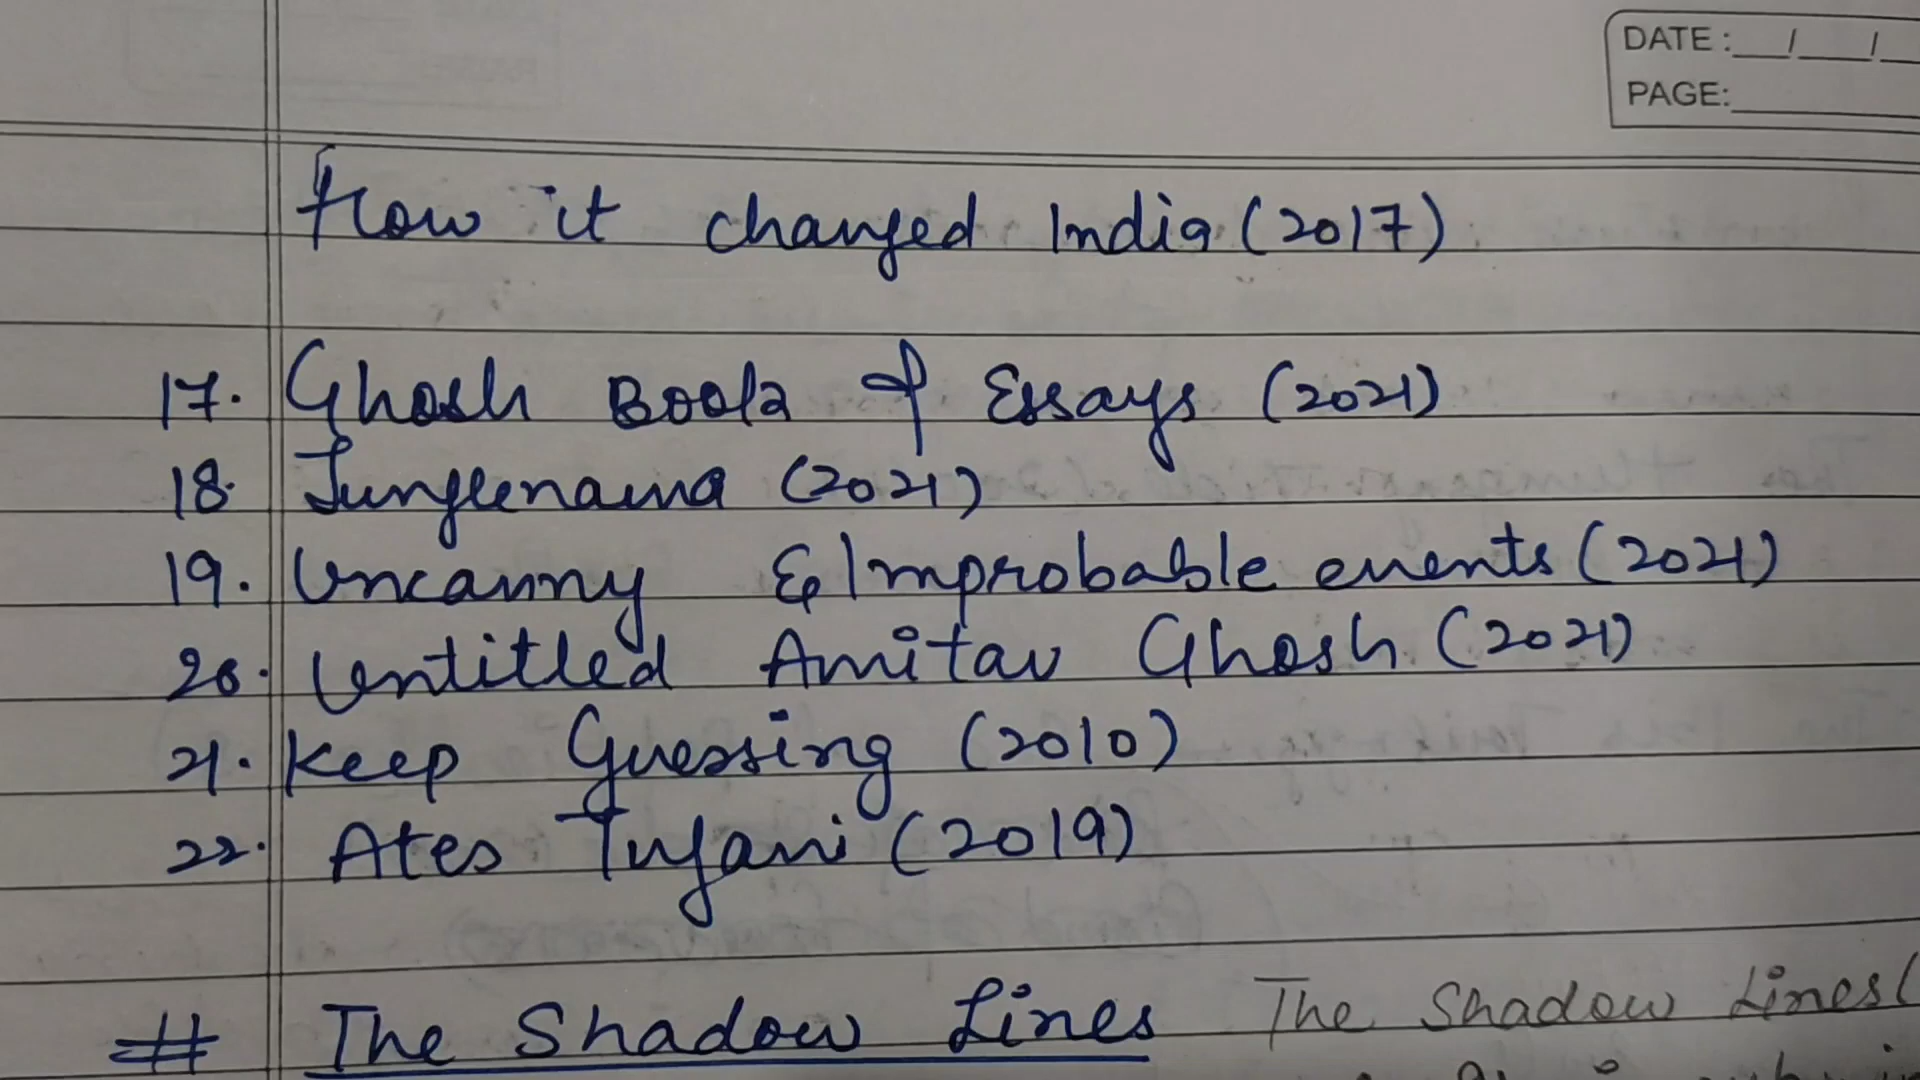 DATE: / /
PAGE:
How it changed India (2017)
17. Ghosh Book of Essays (2021)
18. Jungeenama (2021)
19. Uncanny & Improbable events (2021)
20. Untitled Amitav Ghosh (2021)
21. Keep Guessing (2010)
22. Ates Tufani (2019)
# The Shadow Lines The Shadow Lines (